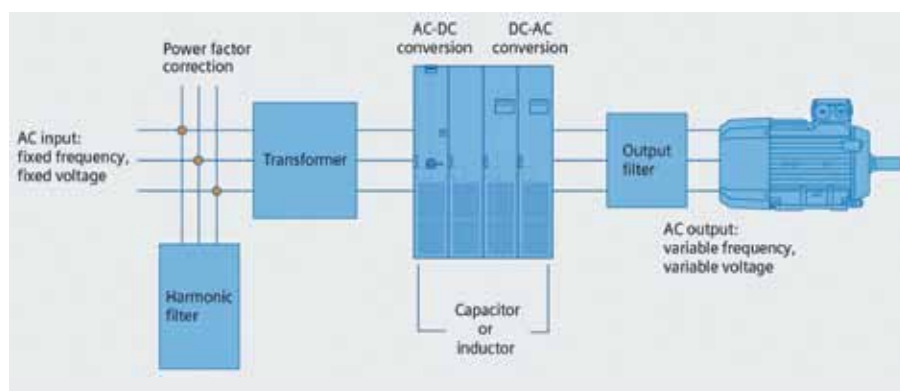 Power factor
correction
AC-DC
conversion
DC-AC
conversion
AC input:
fixed frequency,
fixed voltage
Transformer
Output
filter
AC output:
variable frequency,
variable voltage
Harmonic
filter
Capacitor
or
inductor